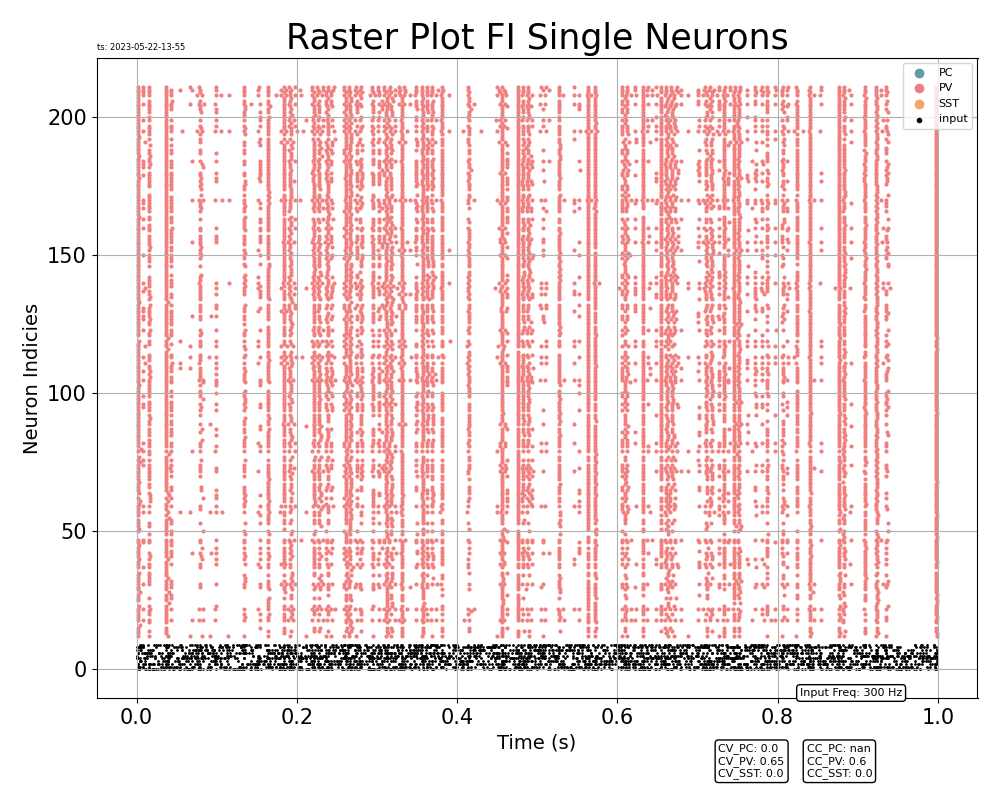 Raster Plot FI Single Neurons
ts: 2023-05-22-13-55
PC
PV
SST
input
200
150
100
50
0
Neuron Indicies
0.0 0.2 0.4 0.6 0.8 1.0
Time (s)
Input Freq: 300 Hz
CV_PC: 0.0
CV_PV: 0.65
CV_SST: 0.0
CC_PC: nan
CC_PV: 0.6
CC_SST: 0.0